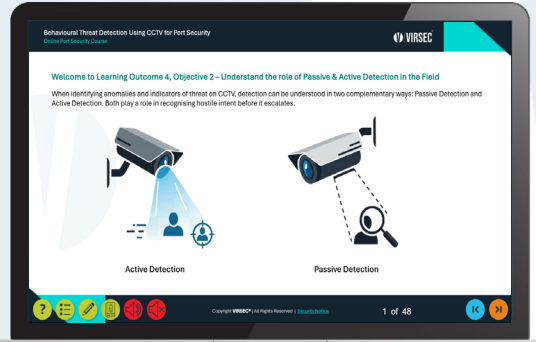 Behavioural Threat Detection Using CCTV for Port Security
Online Port Security Course
VIRSEC
Welcome to Learning Outcome 4, Objective 2 – Understand the role of Passive & Active Detection in the Field
When identifying anomalies and indicators of threat on CCTV, detection can be understood in two complementary ways: Passive Detection and
Active Detection. Both play a role in recognising hostile intent before it escalates.
Active Detection
Passive Detection
?
Copyright VIRSEC® | All Rights Reserved | Security Notice
1 of 48